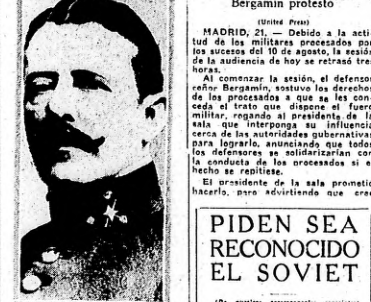 Bergamín protestó
(United Press)
MADRID, 21. — Debido a la acti-
tud de los militares procesados por
los sucesos del 10 de agosto, la sesión
de la audiencia de hoy se retrasó tres
horas.
Al comenzar la sesión, el defensor
señor Bergamín, sostuvo los derechos
de los procesados a que se les con-
ceda el trato que dispone el fuero
militar, rogando al presidente de la
sala que interponga su influencia
cerca de las autoridades gubernativas
para lograrlo, anunciando que todos
los defensores se solidarizarían con
la conducta de los procesados si el
hecho se repitiese.
El presidente de la sala prometió
hacerlo, pero advirtiendo que
PIDEN SEA
RECONOCIDO
EL SOVIET